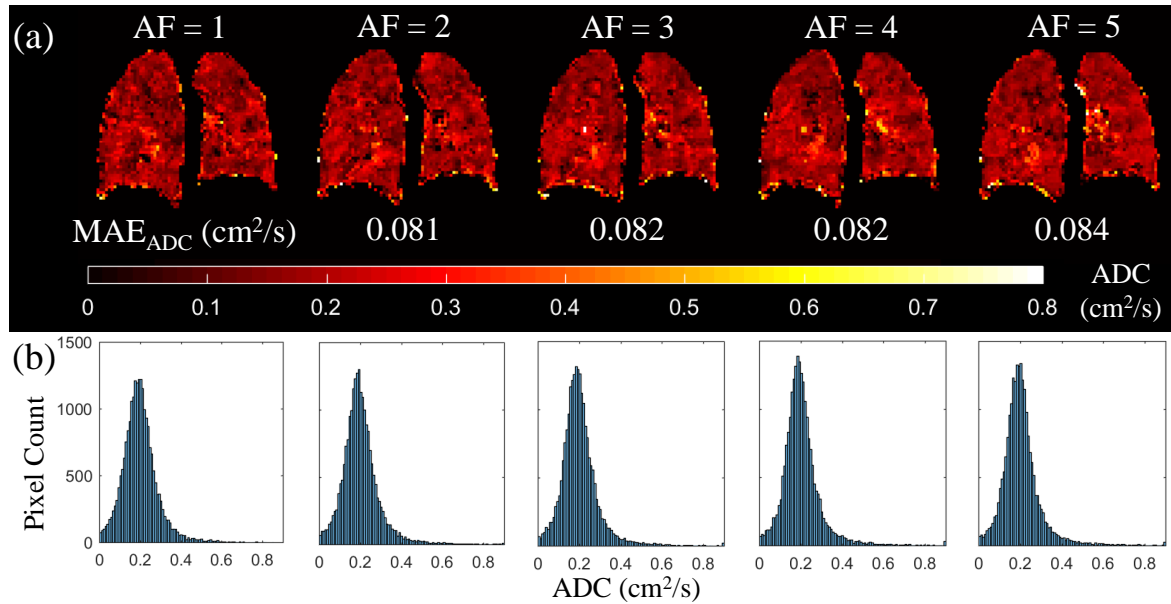 (a) AF = 1 AF = 2 AF = 3 AF = 4 AF = 5
MAE_ADC (cm²/s) 0.081 0.082 0.082 0.084
0 0.1 0.2 0.3 0.4 0.5 0.6 0.7 0.8
ADC
(cm²/s)
(b)
Pixel Count
1500
1000
500
0
0 0.2 0.4 0.6 0.8
0 0.2 0.4 0.6 0.8
0 0.2 0.4 0.6 0.8
0 0.2 0.4 0.6 0.8
0 0.2 0.4 0.6 0.8
ADC (cm²/s)